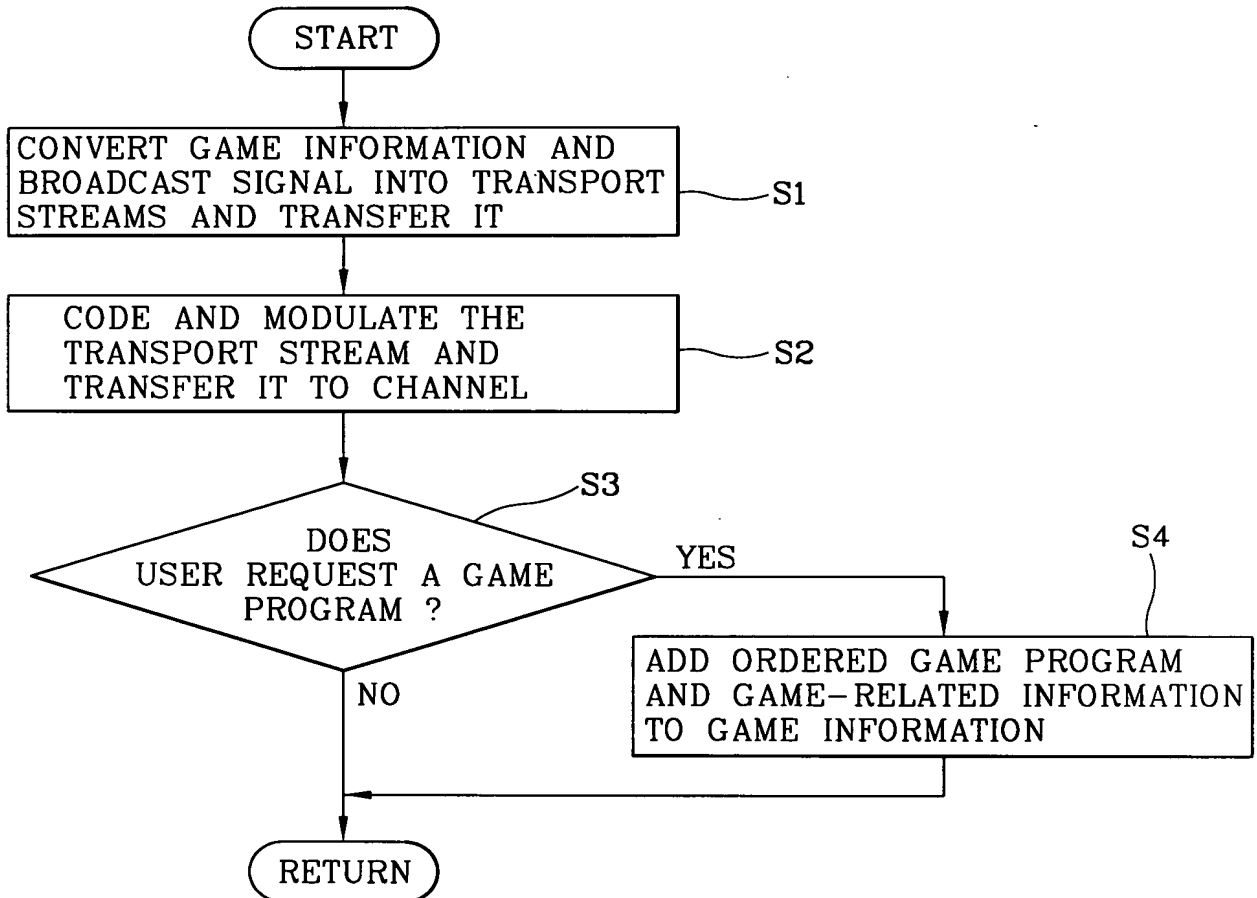 START
CONVERT GAME INFORMATION AND
BROADCAST SIGNAL INTO TRANSPORT
STREAMS AND TRANSFER IT
S1
CODE AND MODULATE THE
TRANSPORT STREAM AND
TRANSFER IT TO CHANNEL
S2
S3
DOES
USER REQUEST A GAME
PROGRAM ?
YES
S4
ADD ORDERED GAME PROGRAM
AND GAME-RELATED INFORMATION
TO GAME INFORMATION
NO
RETURN